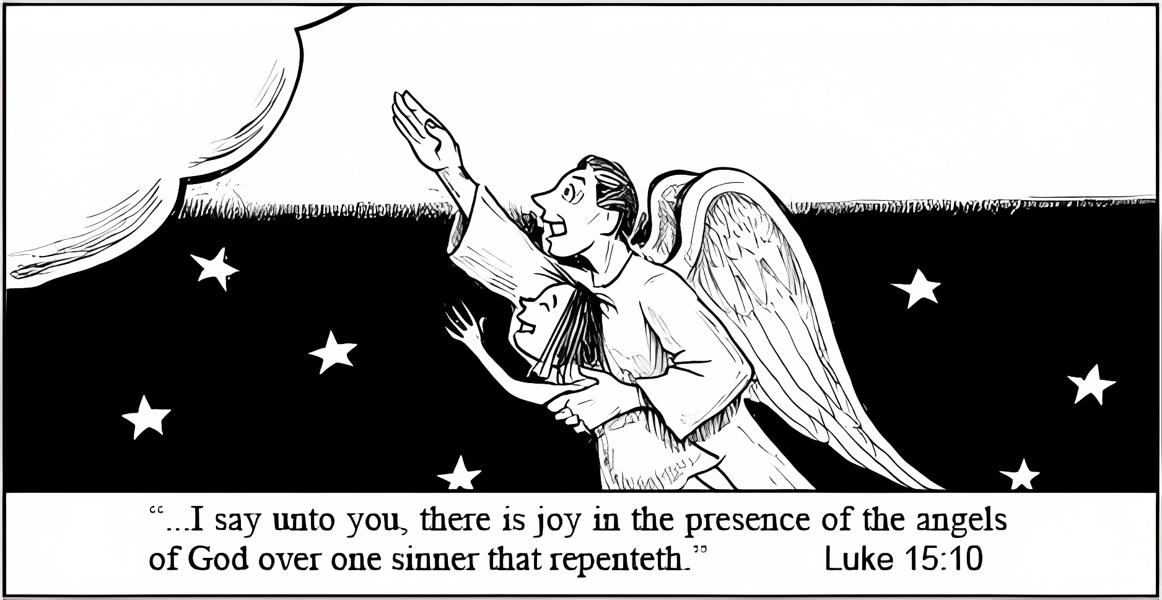 “...I say unto you, there is joy in the presence of the angels
of God over one sinner that repenteth.” Luke 15:10